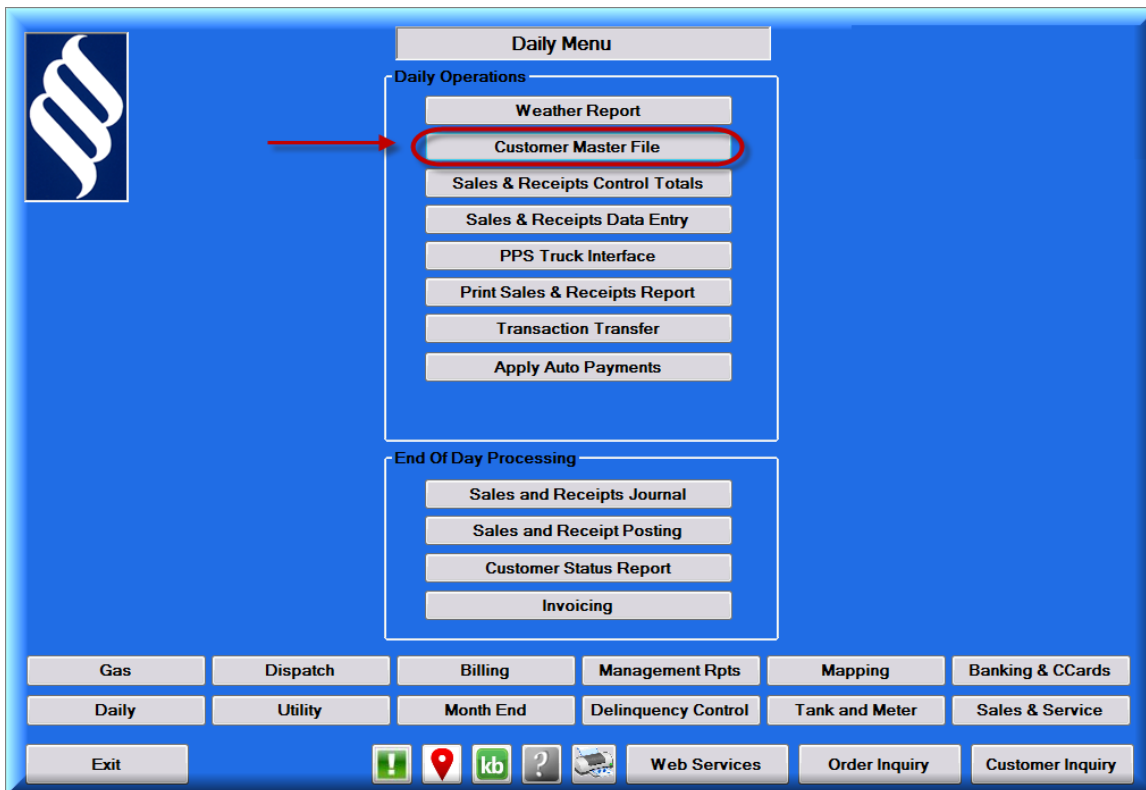 Daily Menu
Daily Operations
Weather Report
Customer Master File
Sales & Receipts Control Totals
Sales & Receipts Data Entry
PPS Truck Interface
Print Sales & Receipts Report
Transaction Transfer
Apply Auto Payments
End Of Day Processing
Sales and Receipts Journal
Sales and Receipt Posting
Customer Status Report
Invoicing
Gas Dispatch Billing Management Rpts Mapping Banking & CCards
Daily Utility Month End Delinquency Control Tank and Meter Sales & Service
Exit ! kb ? Web Services Order Inquiry Customer Inquiry